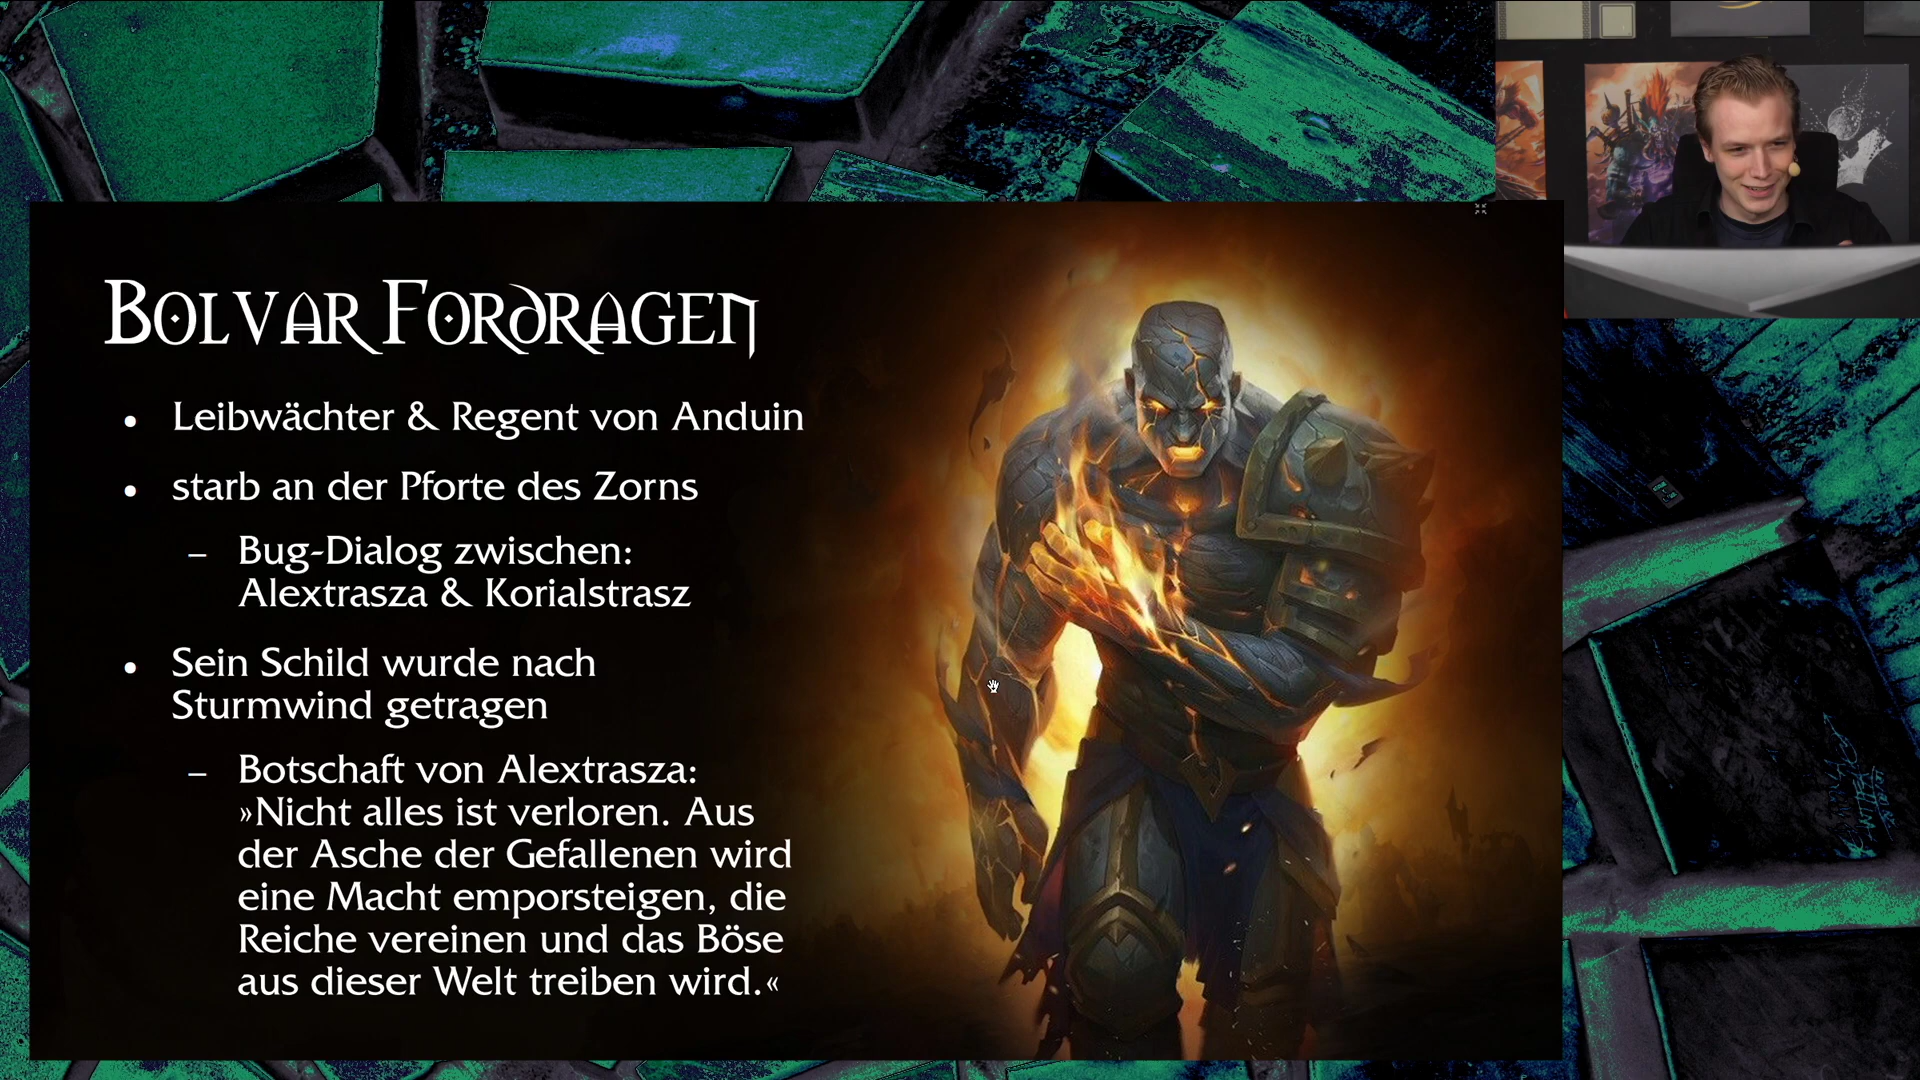 Bolvar Fordragen
• Leibwächter & Regent von Anduin
• starb an der Pforte des Zorns
– Bug-Dialog zwischen:
Alextrasza & Korialstrasz
• Sein Schild wurde nach
Sturmwind getragen
– Botschaft von Alextrasza:
»Nicht alles ist verloren. Aus
der Asche der Gefallenen wird
eine Macht emporsteigen, die
Reiche vereinen und das Böse
aus dieser Welt treiben wird.«